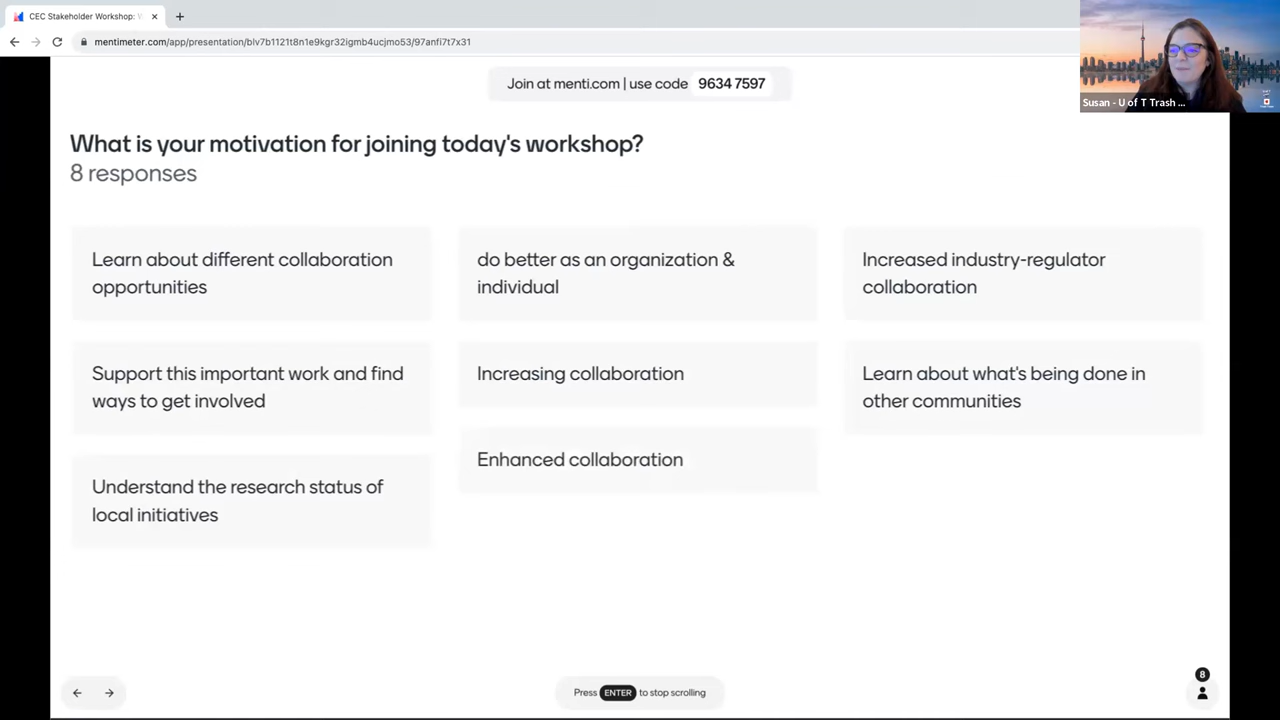 CEC Stakeholder Workshop:
mentimeter.com/app/presentation/blv7b1121t8n1e9kgr32igmb4ucjmo53/97anfi7t7x31
Join at menti.com | use code 9634 7597
Susan - U of T Trash ...
What is your motivation for joining today's workshop?
8 responses
Learn about different collaboration
opportunities
do better as an organization &
individual
Increased industry-regulator
collaboration
Support this important work and find
ways to get involved
Increasing collaboration
Learn about what's being done in
other communities
Enhanced collaboration
Understand the research status of
local initiatives
Press ENTER to stop scrolling
8